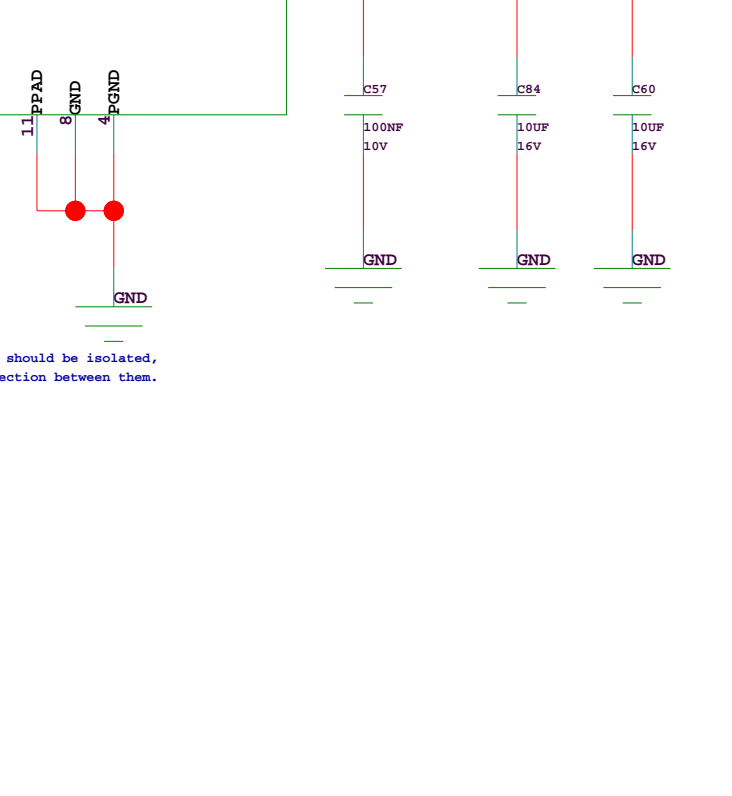 PPAD
GND
PGND
11
8
4
C57
100NF
10V
GND
C84
10UF
16V
GND
C60
10UF
16V
GND
GND
should be isolated,
ection between them.